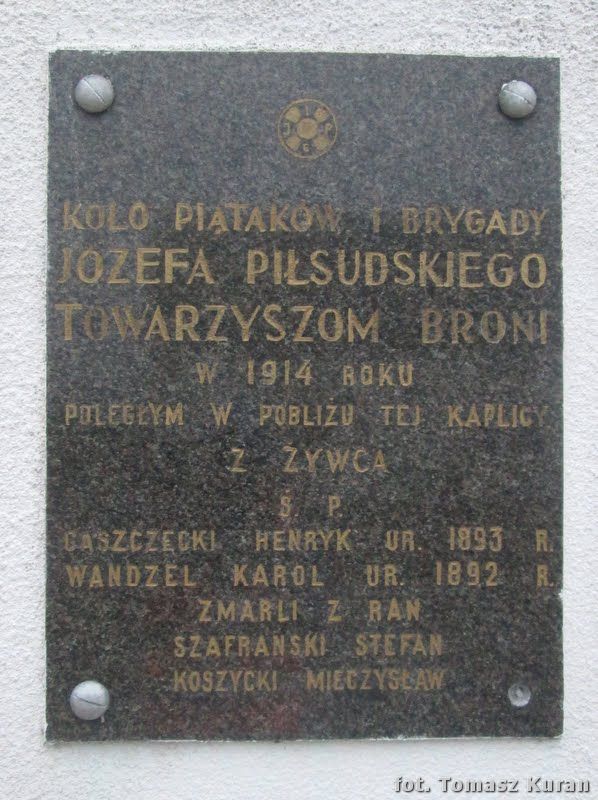 KOŁO PIĄTAKÓW I BRYGADY
JÓZEFA PIŁSUDSKIEGO
TOWARZYSZOM BRONI
W 1914 ROKU
POLEGŁYM W POBLIŻU TEJ KAPLICY
Z ŻYWCA
Ś. P.
GASZCZECKI HENRYK UR. 1893 R.
WANDZEL KAROL UR. 1892 R.
ZMARLI Z RAN
SZAFRAŃSKI STEFAN
KOSZYCKI MIECZYSŁAW
fot. Tomasz Kuran